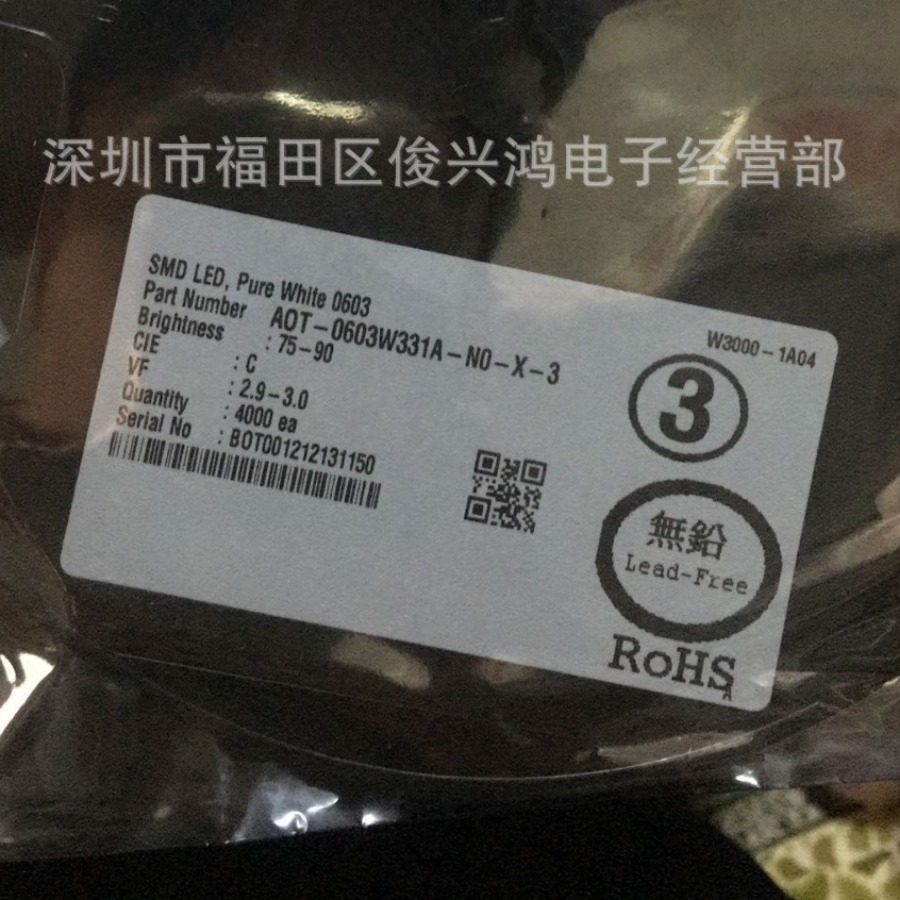 深圳市福田区俊兴鸿电子经营部
SMD LED, Pure White 0603
Part Number AOT-0603W331A-N0-X-3
Brightness : 75-90
CIE : C
VF : 2.9-3.0
Quantity : 4000 ea
Serial No : BOT001212131150
W3000-1A04
3
無鉛
Lead-Free
RoHS
A